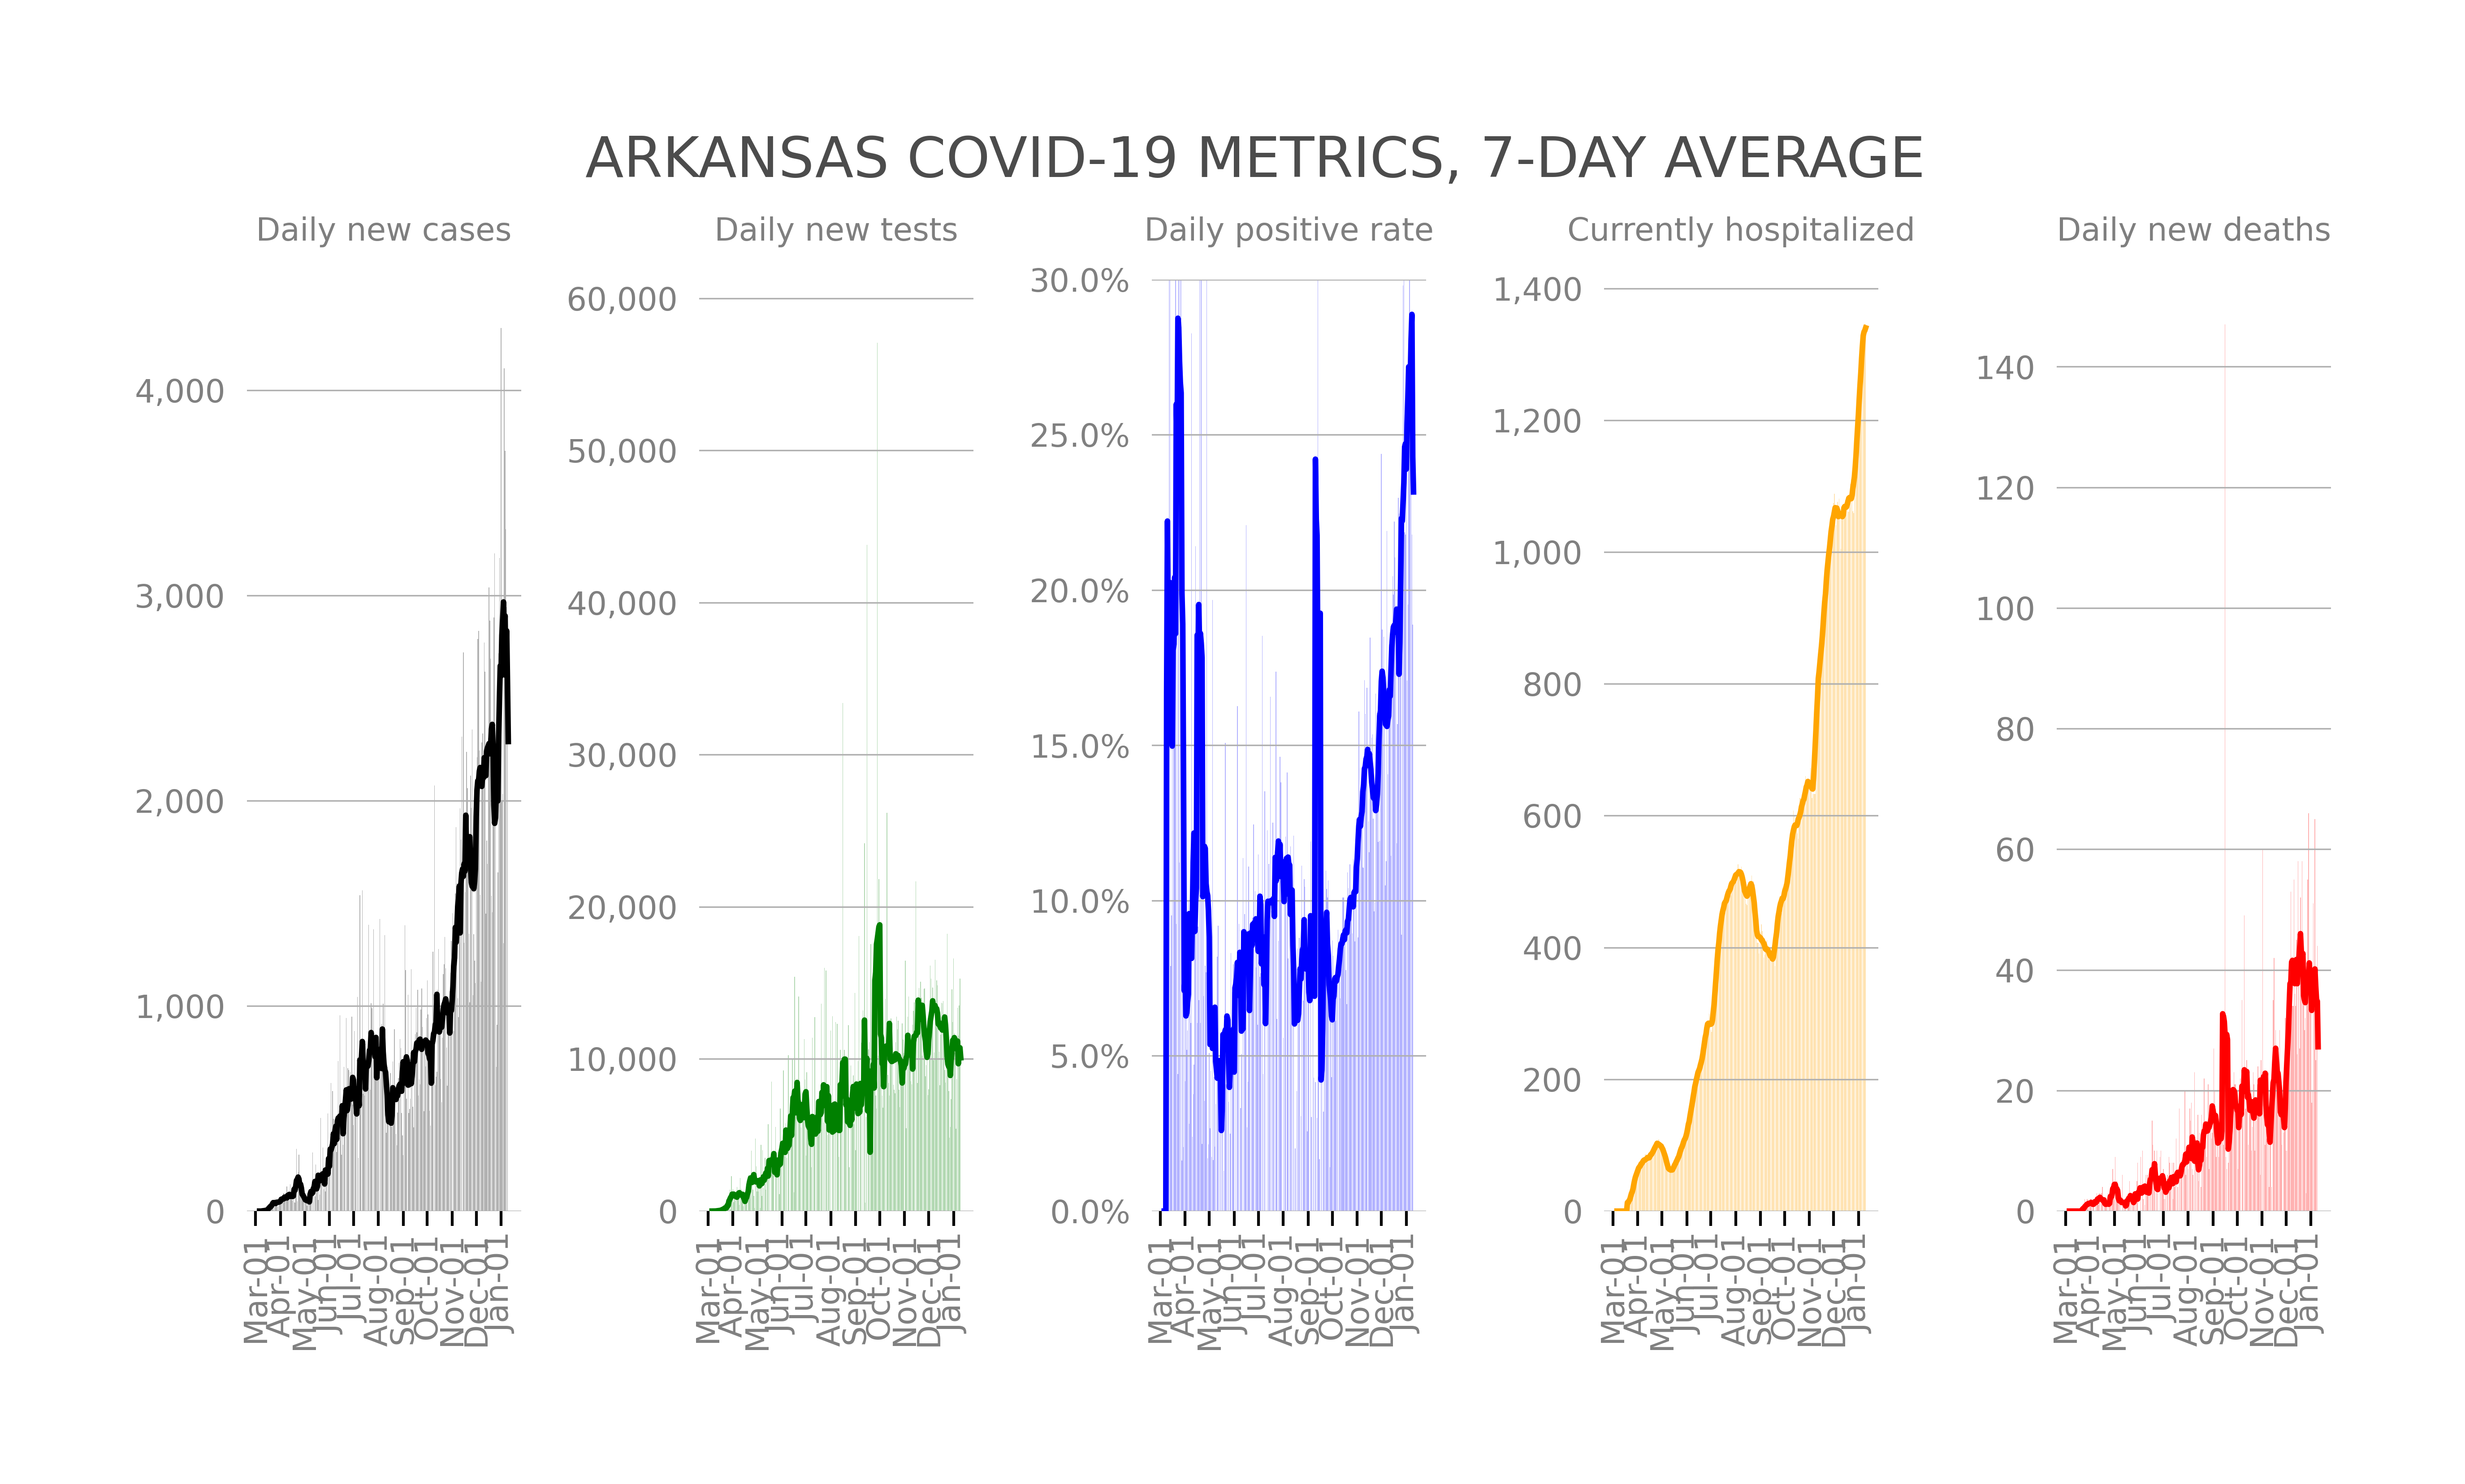 ARKANSAS COVID-19 METRICS, 7-DAY AVERAGE
Daily new cases
4,000
3,000
2,000
1,000
0
Mar-01
Apr-01
May-01
Jun-01
Jul-01
Aug-01
Sep-01
Oct-01
Nov-01
Dec-01
Jan-01
Daily new tests
60,000
50,000
40,000
30,000
20,000
10,000
0
Mar-01
Apr-01
May-01
Jun-01
Jul-01
Aug-01
Sep-01
Oct-01
Nov-01
Dec-01
Jan-01
Daily positive rate
30.0%
25.0%
20.0%
15.0%
10.0%
5.0%
0.0%
Mar-01
Apr-01
May-01
Jun-01
Jul-01
Aug-01
Sep-01
Oct-01
Nov-01
Dec-01
Jan-01
Currently hospitalized
1,400
1,200
1,000
800
600
400
200
0
Mar-01
Apr-01
May-01
Jun-01
Jul-01
Aug-01
Sep-01
Oct-01
Nov-01
Dec-01
Jan-01
Daily new deaths
140
120
100
80
60
40
20
0
Mar-01
Apr-01
May-01
Jun-01
Jul-01
Aug-01
Sep-01
Oct-01
Nov-01
Dec-01
Jan-01